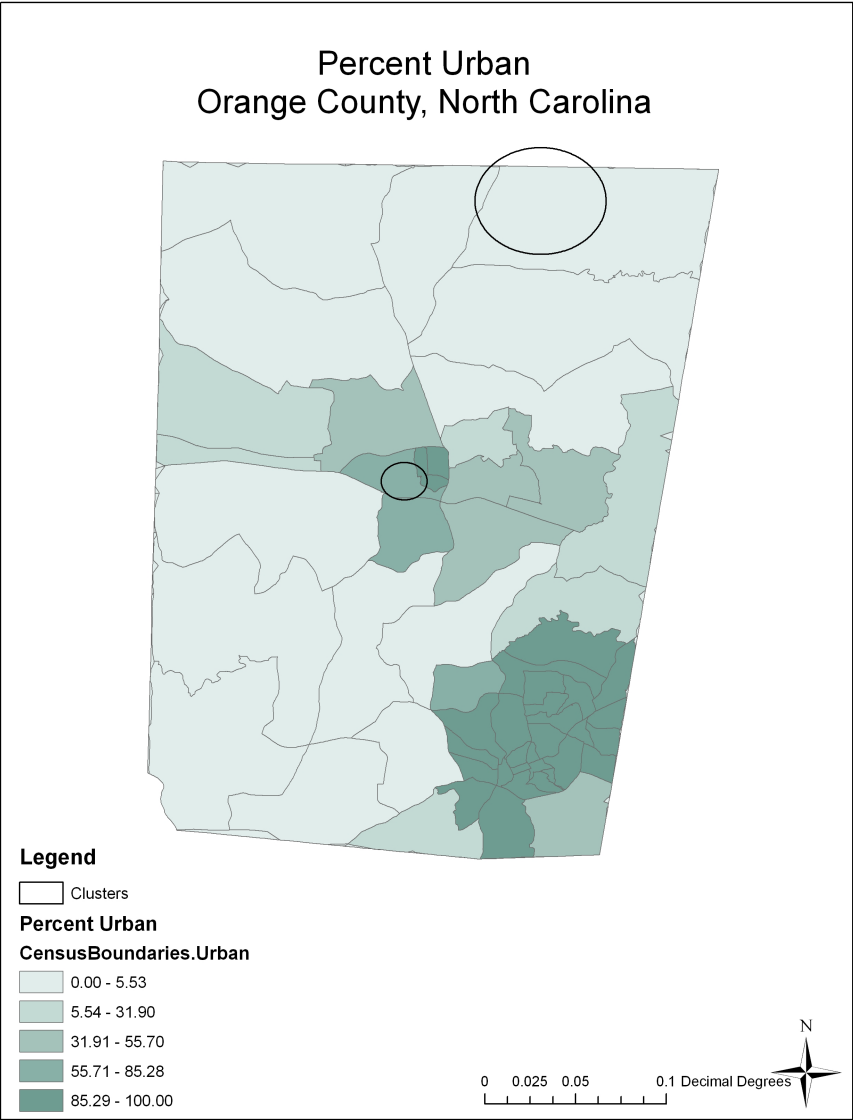 Percent Urban
Orange County, North Carolina
Legend
Clusters
Percent Urban
CensusBoundaries.Urban
0.00 - 5.53
5.54 - 31.90
31.91 - 55.70
55.71 - 85.28
85.29 - 100.00
N
0 0.025 0.05 0.1 Decimal Degrees